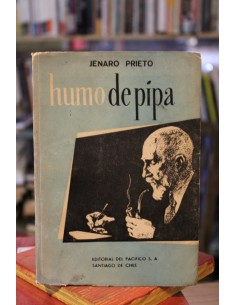 JENARO PRIETO
humo de pipa
EDITORIAL DEL PACIFICO S. A.
SANTIAGO DE CHILE